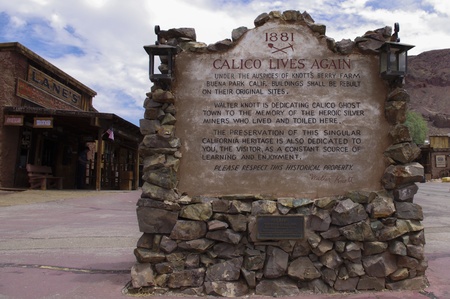 1881
CALICO LIVES AGAIN
UNDER THE AUSPICES OF KNOTTS BERRY FARM
BUENA PARK CALIF. BUILDINGS SHALL BE REBUILT
ON THEIR ORIGINAL SITES.
WALTER KNOTT IS DEDICATING CALICO GHOST
TOWN TO THE MEMORY OF THE HEROIC SILVER
MINERS, WHO LIVED AND TOILED HERE.
THE PRESERVATION OF THIS SINGULAR
CALIFORNIA HERITAGE IS ALSO DEDICATED TO
YOU, THE VISITOR, AS A CONSTANT SOURCE OF
LEARNING AND ENJOYMENT.
PLEASE RESPECT THIS HISTORICAL PROPERTY.
LANE'S